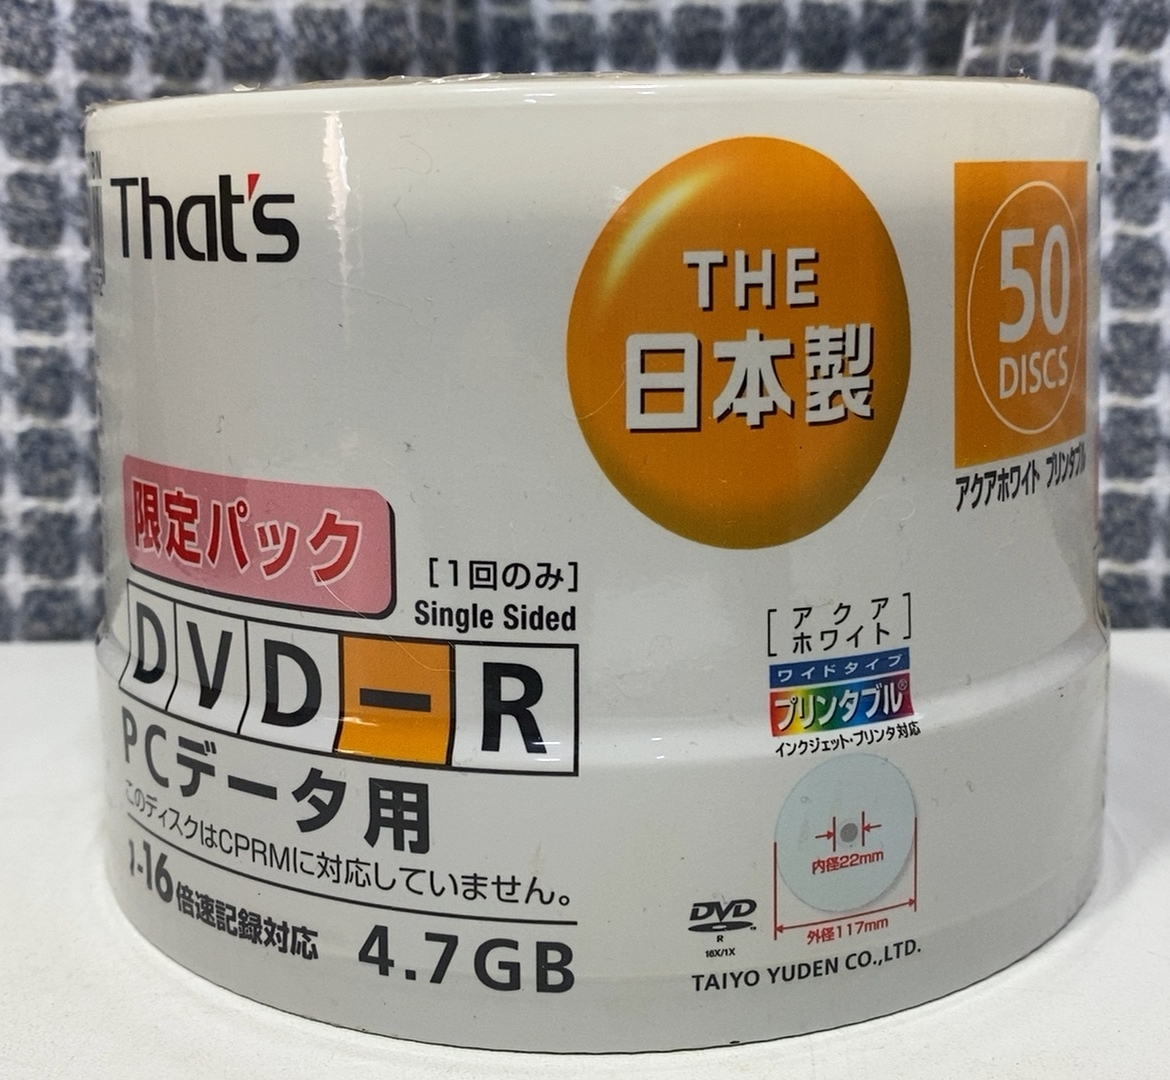 That's
THE
日本製
50
DISCS
アクアホワイト プリンタブル
限定パック
[1回のみ]
Single Sided
DVD-R
PCデータ用
このディスクはCPRMに対応していません。
1-16倍速記録対応
4.7GB
[アクア
ホワイト]
ワイドタイプ
プリンタブル®
インクジェット・プリンタ対応
内径22mm
外径117mm
DVD
R
16X/1X
TAIYO YUDEN CO.,LTD.